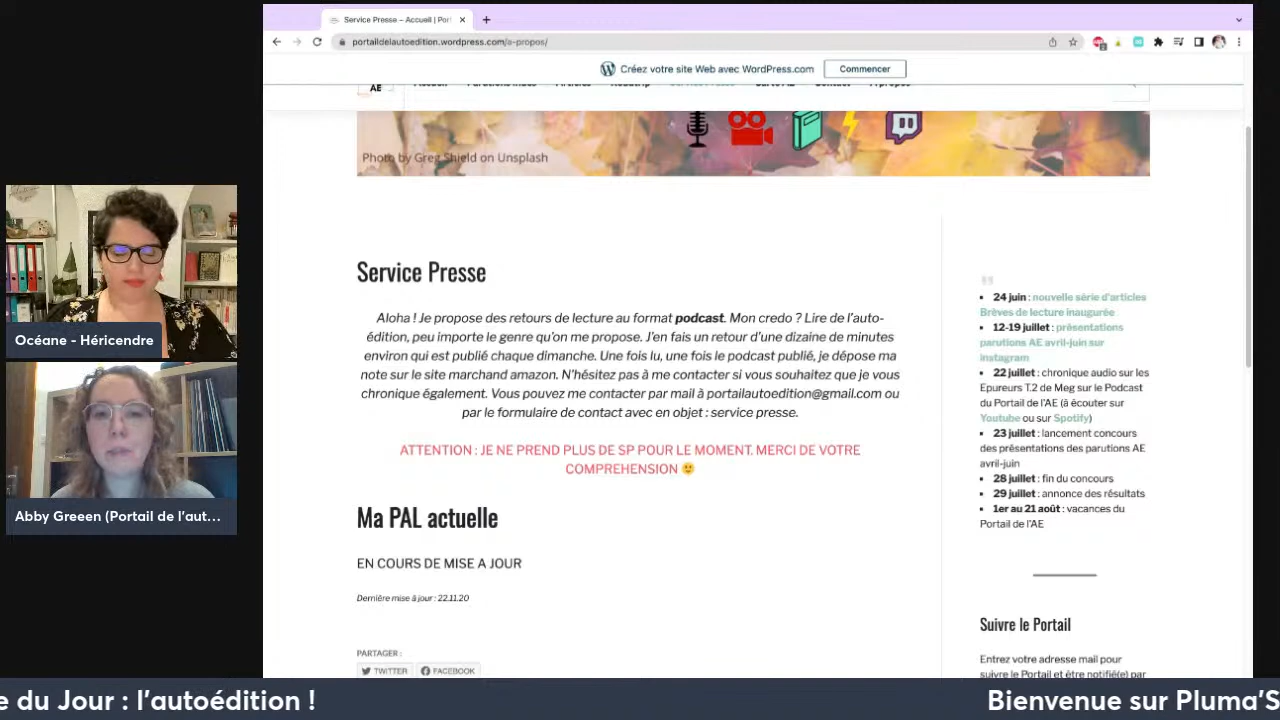 Service Presse – Accueil | Por
portaildelautoedition.wordpress.com/a-propos/
Créez votre site Web avec WordPress.com
Commencer
AE
Photo by Greg Shield on Unsplash
Service Presse
Aloha ! Je propose des retours de lecture au format podcast. Mon credo ? Lire de l'auto-
édition, peu importe le genre qu'on me propose. J'en fais un retour d'une dizaine de minutes
environ qui est publié chaque dimanche. Une fois lu, une fois le podcast publié, je dépose ma
note sur le site marchand amazon. N'hésitez pas à me contacter si vous souhaitez que je vous
chronique également. Vous pouvez me contacter par mail à portailautoedition@gmail.com ou
par le formulaire de contact avec en objet : service presse.
ATTENTION : JE NE PREND PLUS DE SP POUR LE MOMENT. MERCI DE VOTRE
COMPREHENSION 🙂
Ma PAL actuelle
EN COURS DE MISE A JOUR
Dernière mise à jour : 22.11.20
PARTAGER :
TWITTER
FACEBOOK
24 juin : nouvelle série d'articles
Brèves de lecture inaugurée
12-19 juillet : présentations
parutions AE avril-juin sur
instagram
22 juillet : chronique audio sur les
Epureurs T.2 de Meg sur le Podcast
du Portail de l'AE (à écouter sur
Youtube ou sur Spotify)
23 juillet : lancement concours
des présentations des parutions AE
avril-juin
28 juillet : fin du concours
29 juillet : annonce des résultats
1er au 21 août : vacances du
Portail de l'AE
Suivre le Portail
Entrez votre adresse mail pour
suivre le Portail et être notifié(e) par
Océane - Héricenire
Abby Greeen (Portail de l'aut...
e du Jour : l'autoédition !
Bienvenue sur Pluma'S